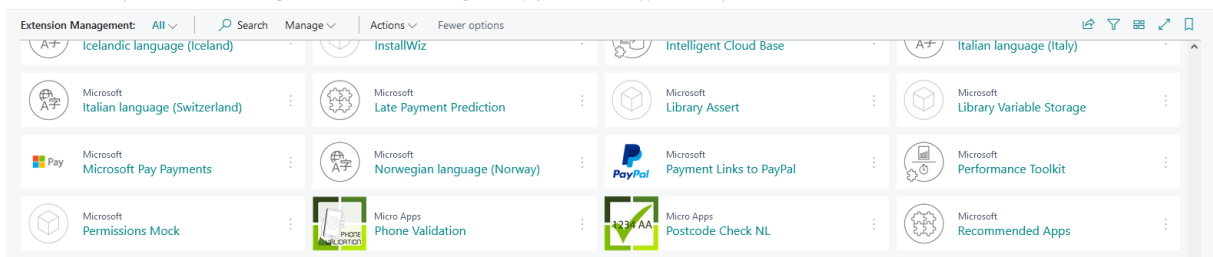 Extension Management: All Search Manage Actions Fewer options
Icelandic language (Iceland)
InstallWiz
Intelligent Cloud Base
Italian language (Italy)
Microsoft
Italian language (Switzerland)
Microsoft
Late Payment Prediction
Microsoft
Library Assert
Microsoft
Library Variable Storage
Pay
Microsoft
Microsoft Pay Payments
Microsoft
Norwegian language (Norway)
PayPal
Microsoft
Payment Links to PayPal
Microsoft
Performance Toolkit
Microsoft
Permissions Mock
PHONE
VALIDATION
Micro Apps
Phone Validation
1234 AA
Micro Apps
Postcode Check NL
Microsoft
Recommended Apps